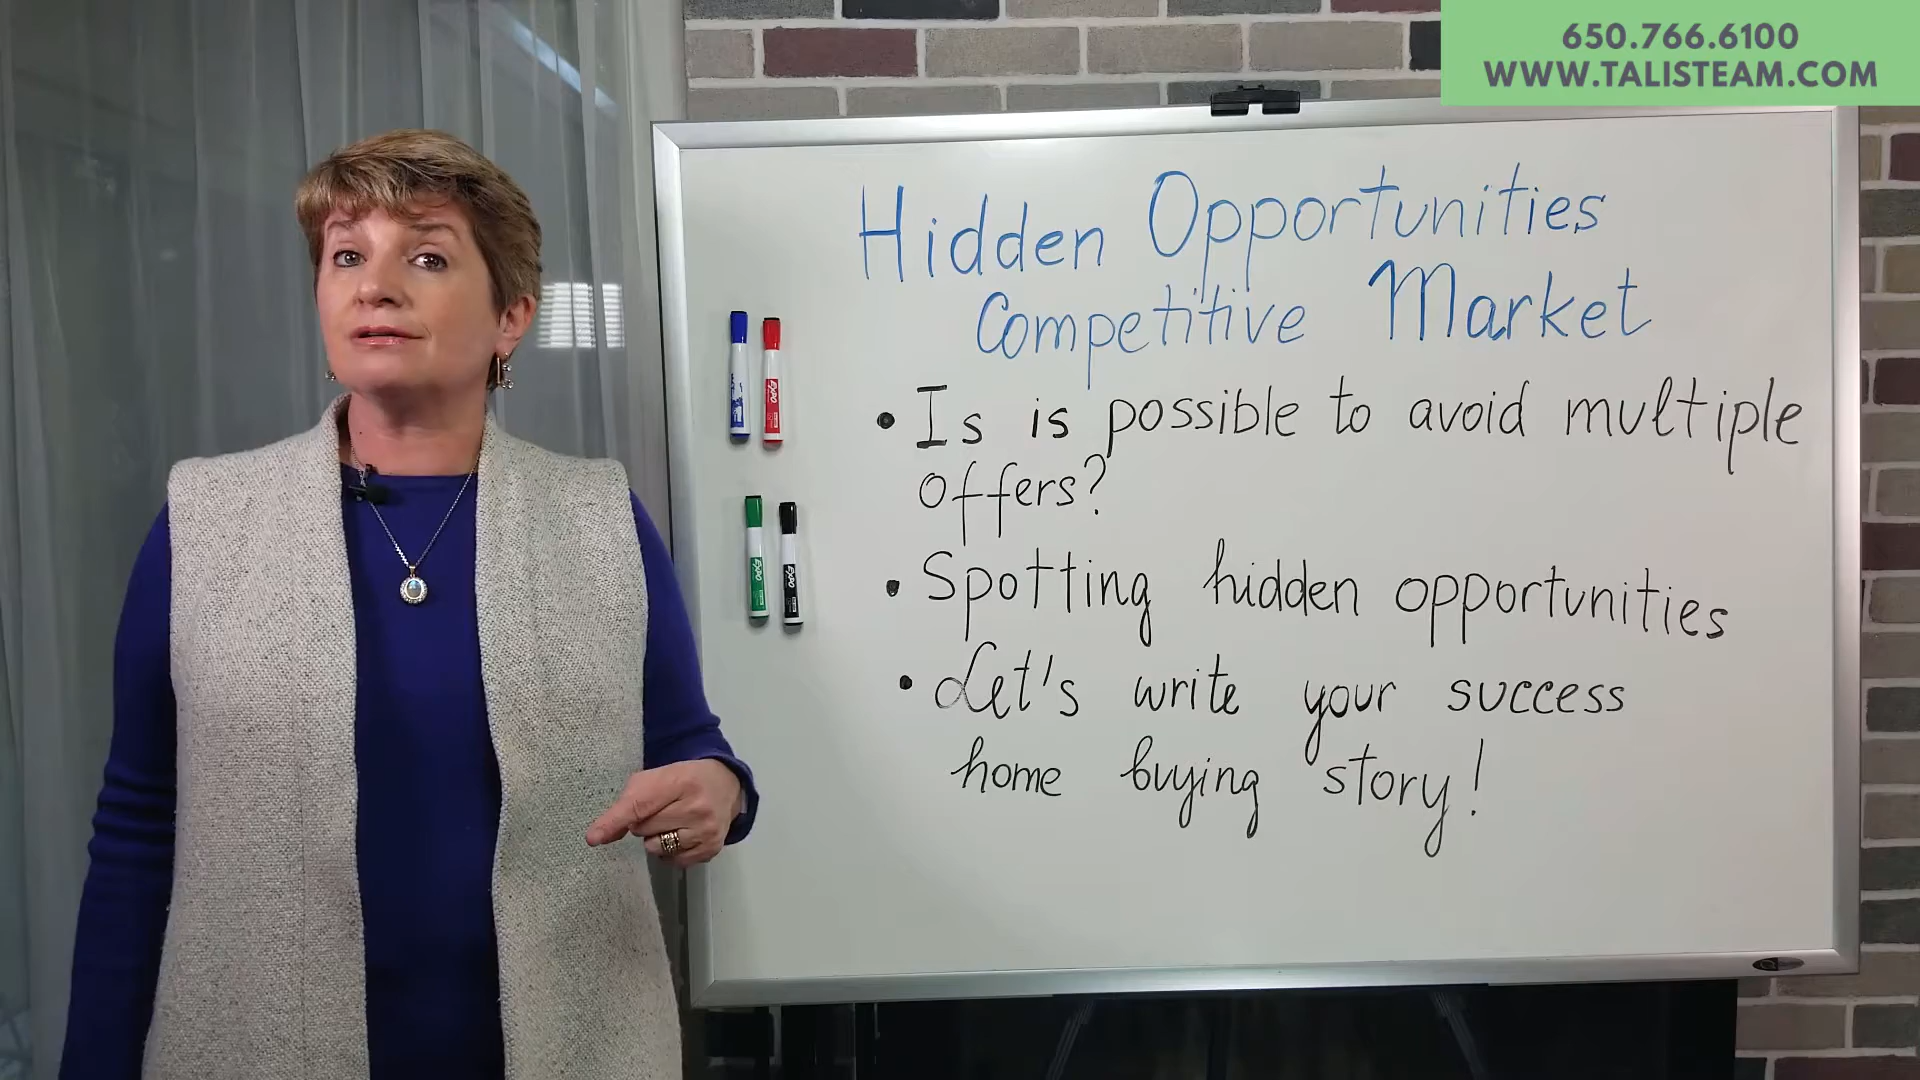 650.766.6100
WWW.TALISTEAM.COM
Hidden Opportunities
Competitive Market
• Is is possible to avoid multiple
offers?
• Spotting hidden opportunities
• Let's write your success
home buying story!
EXPO
EXPO
EXPO